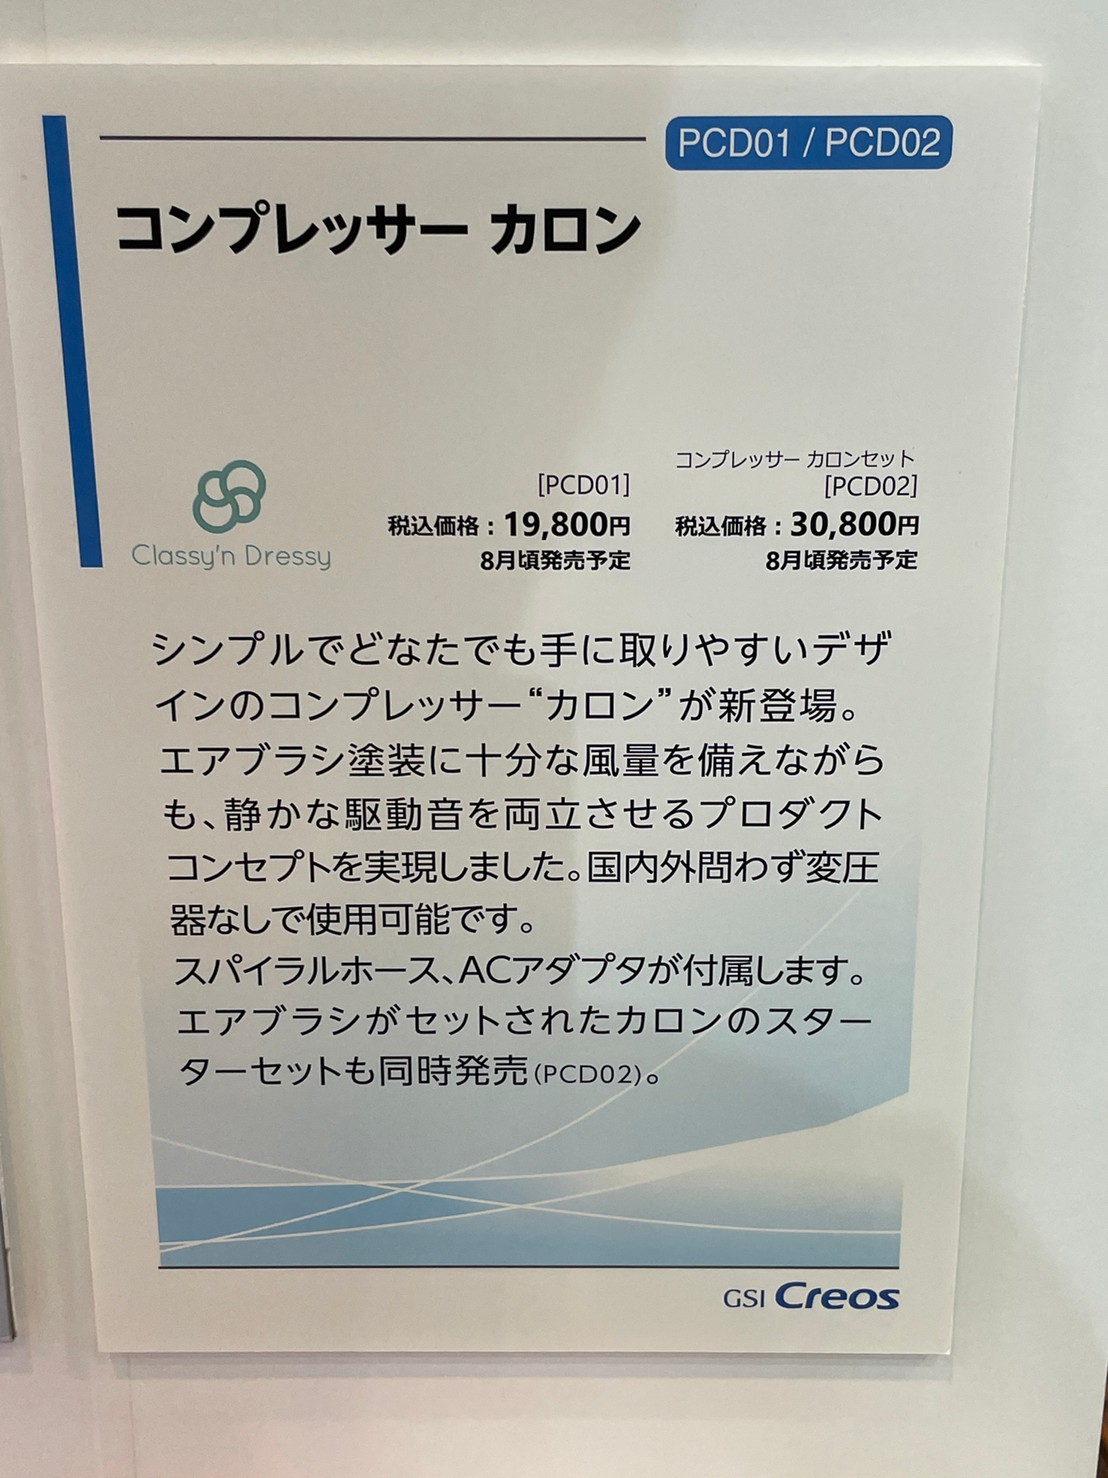 PCD01 / PCD02
コンプレッサー カロン
Classy'n Dressy
[PCD01]
税込価格：19,800円
8月頃発売予定
コンプレッサー カロンセット
[PCD02]
税込価格：30,800円
8月頃発売予定
シンプルでどなたでも手に取りやすいデザ
インのコンプレッサー“カロン”が新登場。
エアブラシ塗装に十分な風量を備えながら
も、静かな駆動音を両立させるプロダクト
コンセプトを実現しました。国内外問わず変圧
器なしで使用可能です。
スパイラルホース、ACアダプタが付属します。
エアブラシがセットされたカロンのスター
ターセットも同時発売(PCD02)。
GSI Creos